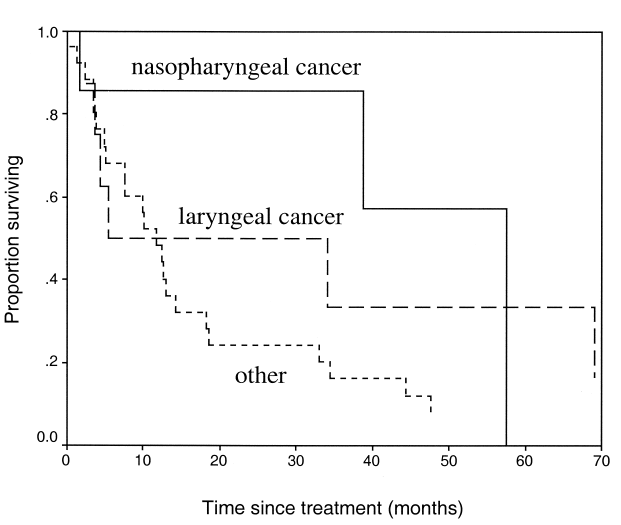 1.0
nasopharyngeal cancer
.8
.6
laryngeal cancer
.4
.2
other
0.0
0 10 20 30 40 50 60 70
Proportion surviving
Time since treatment (months)